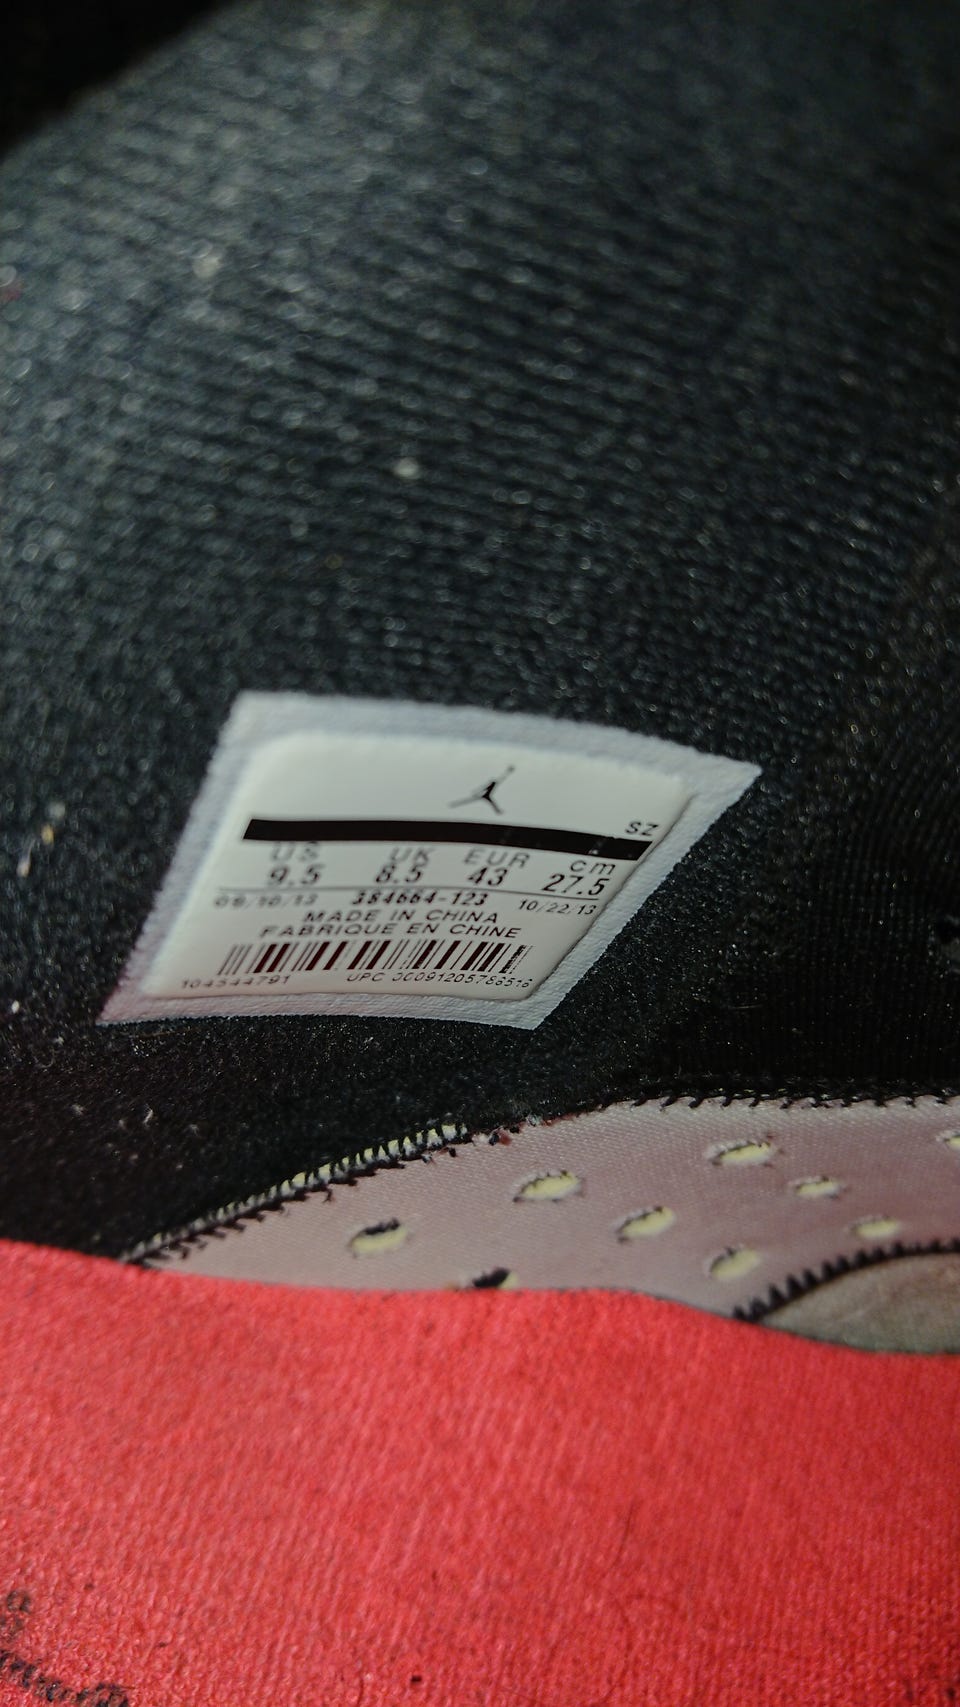 SZ
US UK EUR cm
9.5 8.5 43 27.5
384664-123 10/22/13
MADE IN CHINA
FABRIQUE EN CHINE
104544791 UPC